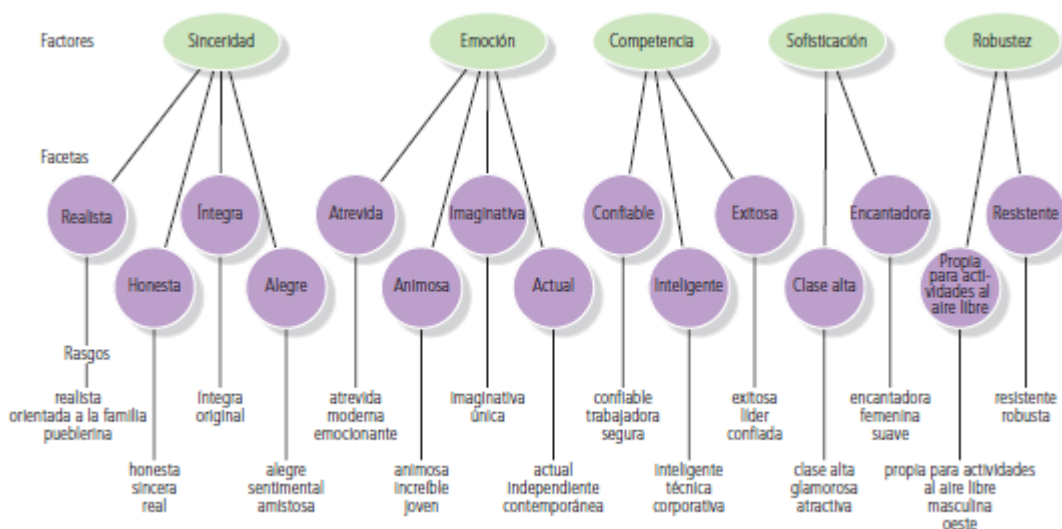 Factores
Sinceridad
Emoción
Competencia
Sofisticación
Robustez
Facetas
Realista
Íntegra
Atrevida
Imaginativa
Confiable
Exitosa
Encantadora
Resistente
Honesta
Alegre
Animosa
Actual
Inteligente
Clase alta
Propia
para acti-
vidades al
aire libre
Rasgos
realista
orientada a la familia
pueblerina
íntegra
original
atrevida
moderna
emocionante
imaginativa
única
confiable
trabajadora
segura
exitosa
líder
confiada
encantadora
femenina
suave
resistente
robusta
honesta
sincera
real
alegre
sentimental
amistosa
animosa
increíble
joven
actual
independiente
contemporánea
inteligente
técnica
corporativa
clase alta
glamorosa
atractiva
propia para actividades
al aire libre
masculina
oeste